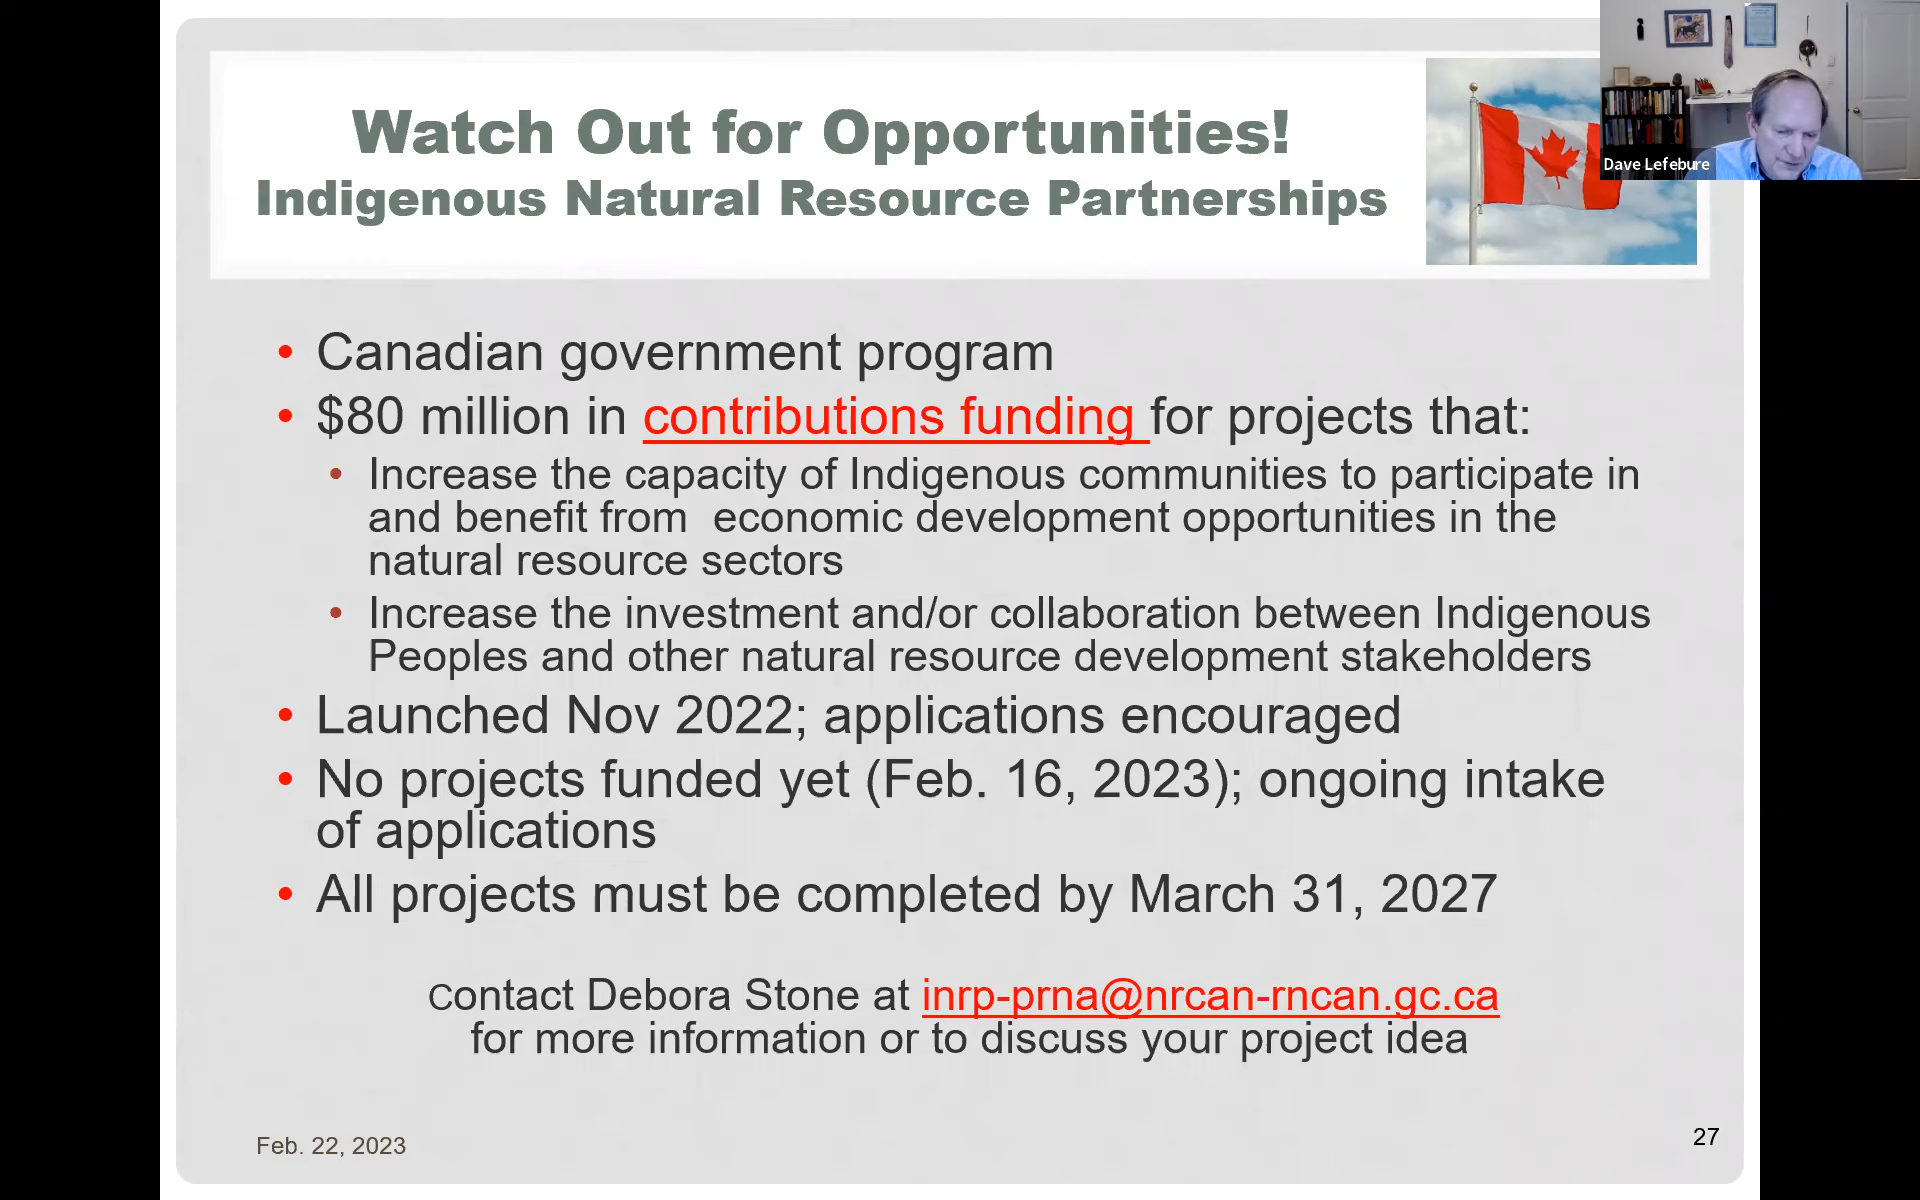 Watch Out for Opportunities!
Indigenous Natural Resource Partnerships
Dave Lefebure
• Canadian government program
• $80 million in contributions funding for projects that:
• Increase the capacity of Indigenous communities to participate in
and benefit from  economic development opportunities in the
natural resource sectors
• Increase the investment and/or collaboration between Indigenous
Peoples and other natural resource development stakeholders
• Launched Nov 2022; applications encouraged
• No projects funded yet (Feb. 16, 2023); ongoing intake
of applications
• All projects must be completed by March 31, 2027
Contact Debora Stone at inrp-prna@nrcan-rncan.gc.ca
for more information or to discuss your project idea
Feb. 22, 2023
27